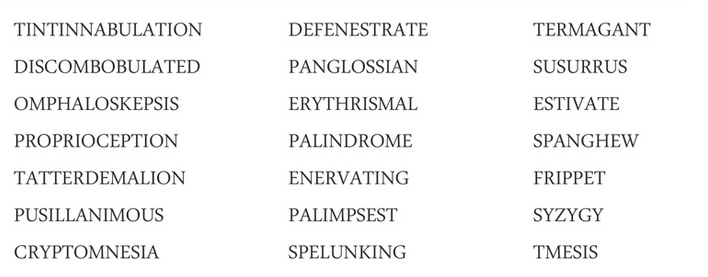 TINTINNABULATION DEFENESTRATE TERMAGANT
DISCOMBOBULATED PANGLOSSIAN SUSURRUS
OMPHALOSKEPSIS ERYTHRISMAL ESTIVATE
PROPRIOCEPTION PALINDROME SPANGHEW
TATTERDEMALION ENERVATING FRIPPET
PUSILLANIMOUS PALIMPSEST SYZYGY
CRYPTOMNESIA SPELUNKING TMESIS